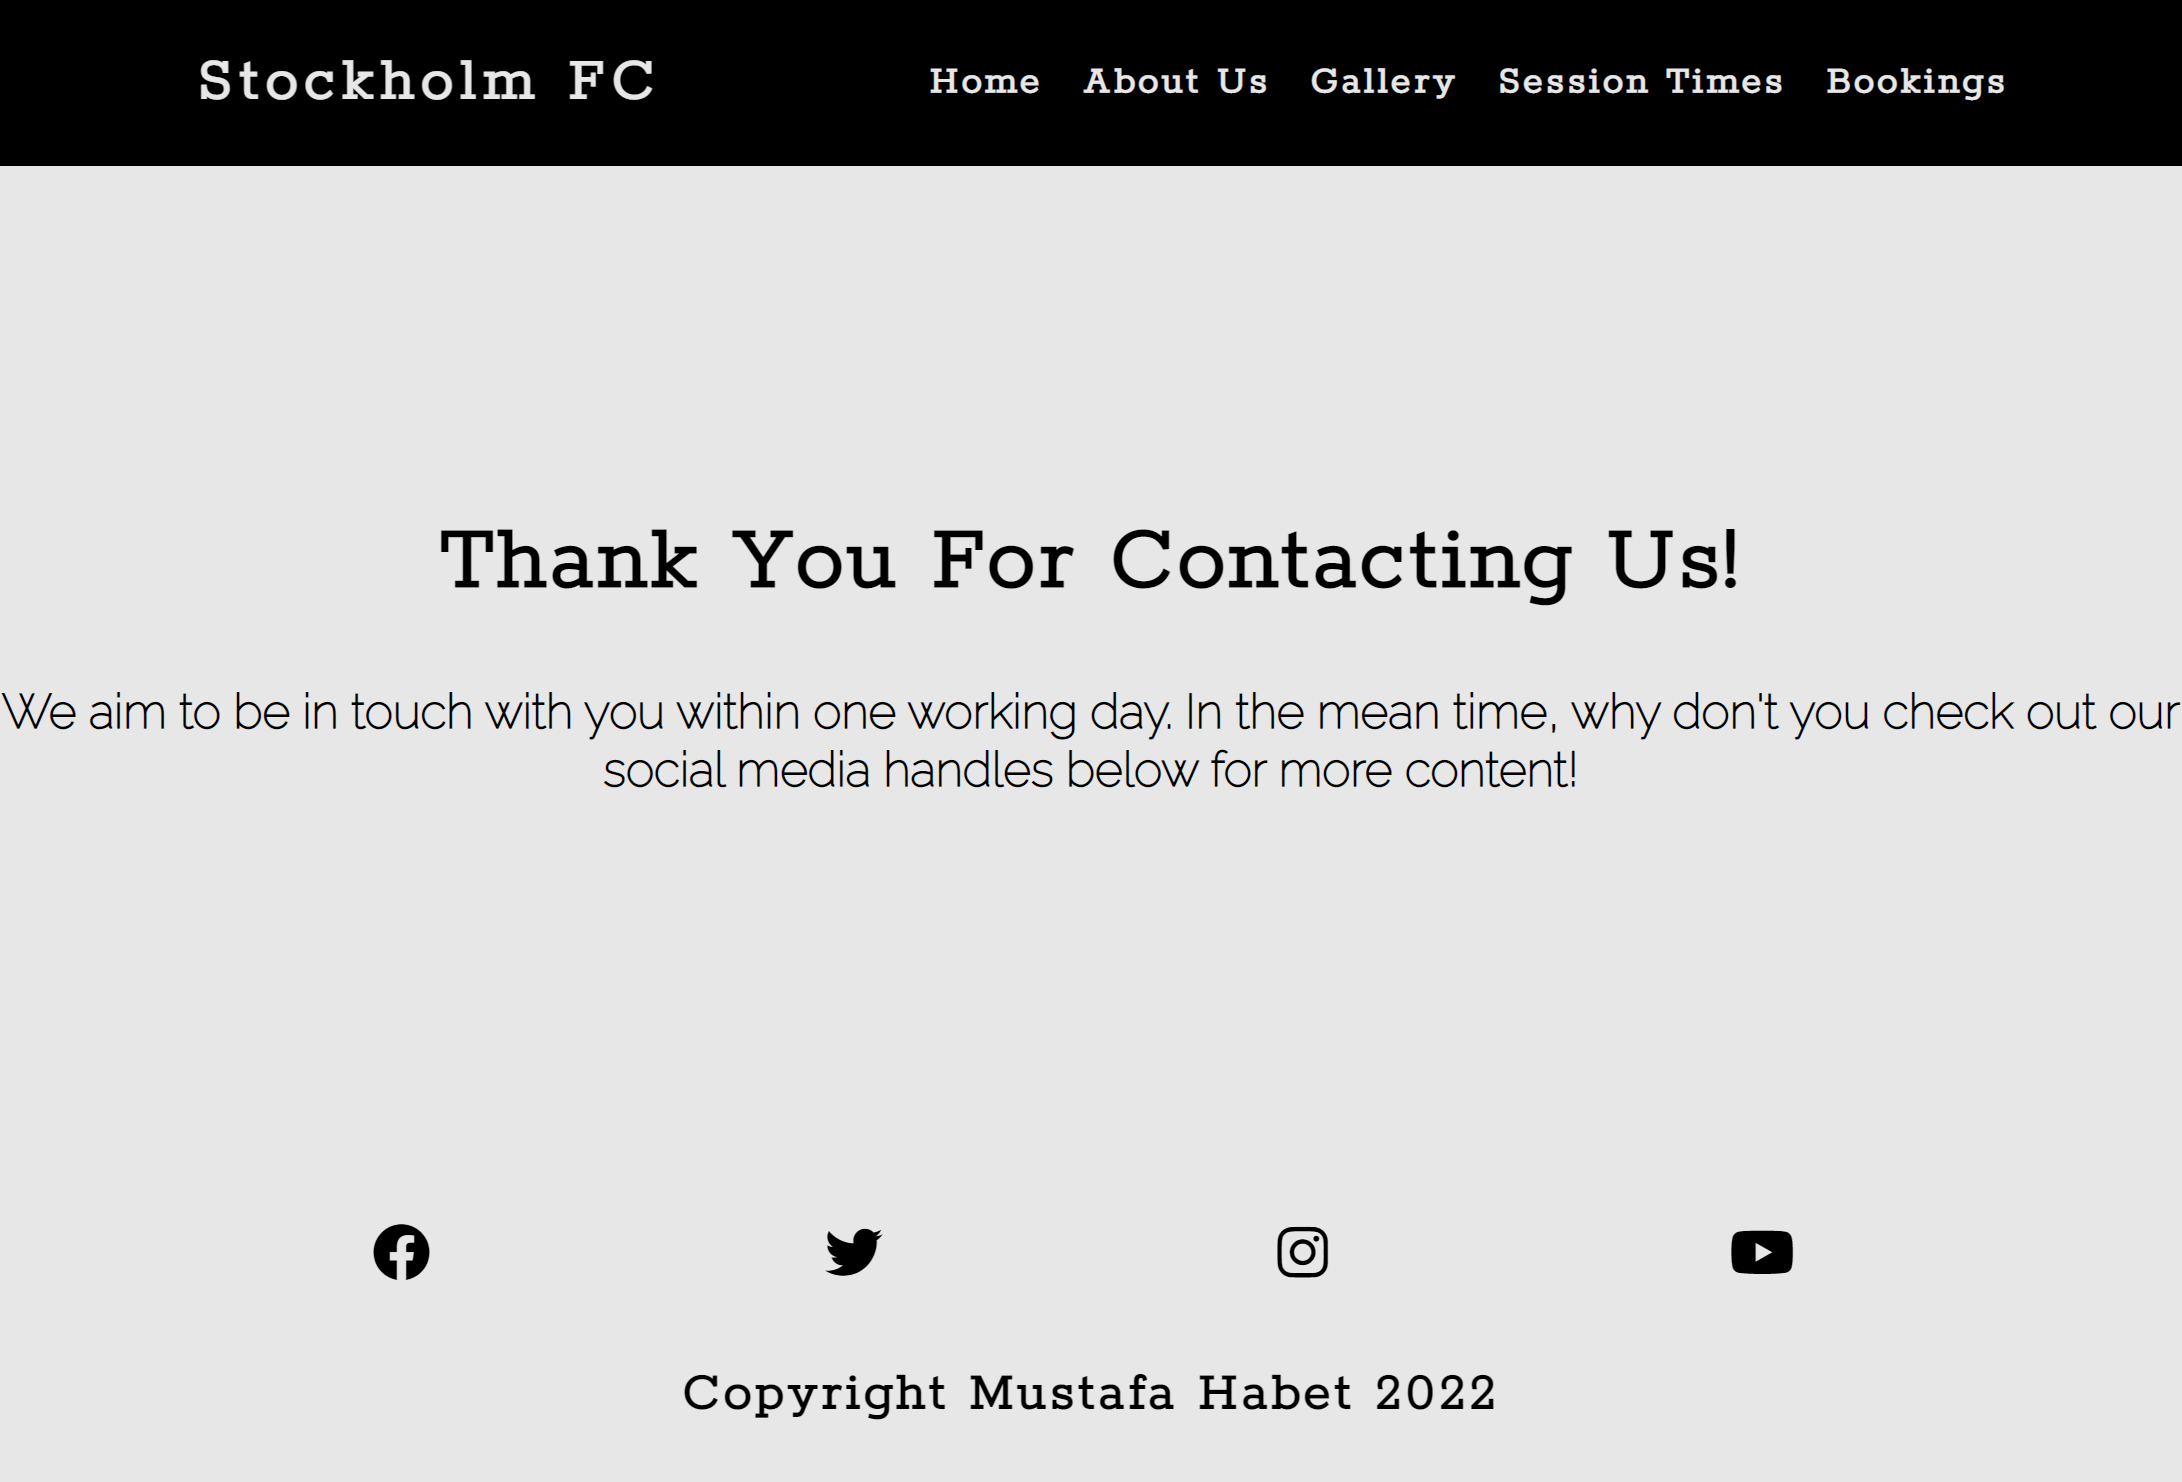 Stockholm FC
Home About Us Gallery Session Times Bookings
Thank You For Contacting Us!
We aim to be in touch with you within one working day. In the mean time, why don't you check out our
social media handles below for more content!
Copyright Mustafa Habet 2022